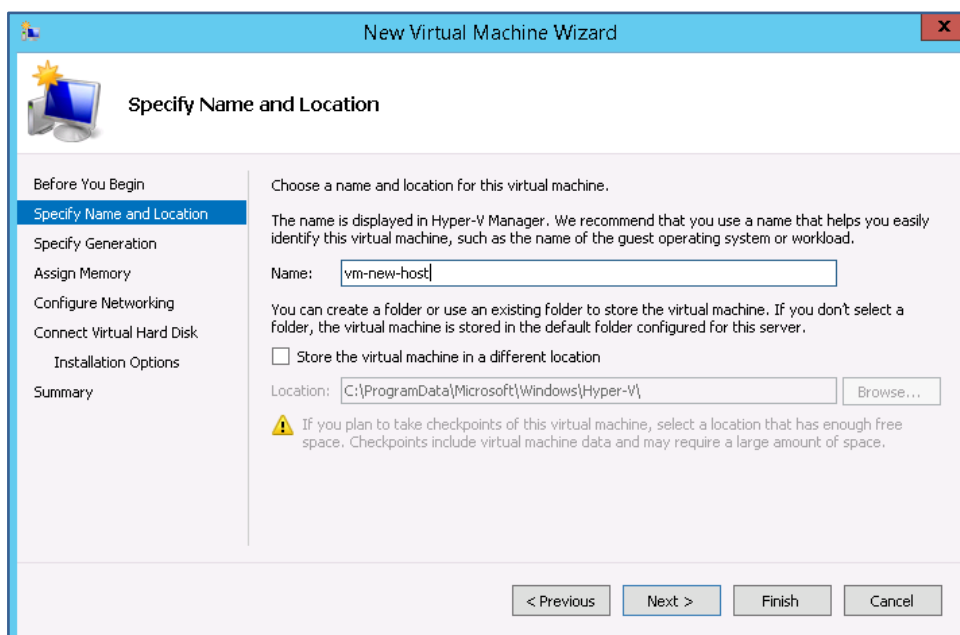 New Virtual Machine Wizard
x
Specify Name and Location
Before You Begin
Specify Name and Location
Specify Generation
Assign Memory
Configure Networking
Connect Virtual Hard Disk
Installation Options
Summary
Choose a name and location for this virtual machine.
The name is displayed in Hyper-V Manager. We recommend that you use a name that helps you easily
identify this virtual machine, such as the name of the guest operating system or workload.
Name: vm-new-host
You can create a folder or use an existing folder to store the virtual machine. If you don't select a
folder, the virtual machine is stored in the default folder configured for this server.
Store the virtual machine in a different location
Location: C:\ProgramData\Microsoft\Windows\Hyper-V\ Browse...
If you plan to take checkpoints of this virtual machine, select a location that has enough free
space. Checkpoints include virtual machine data and may require a large amount of space.
< Previous Next > Finish Cancel